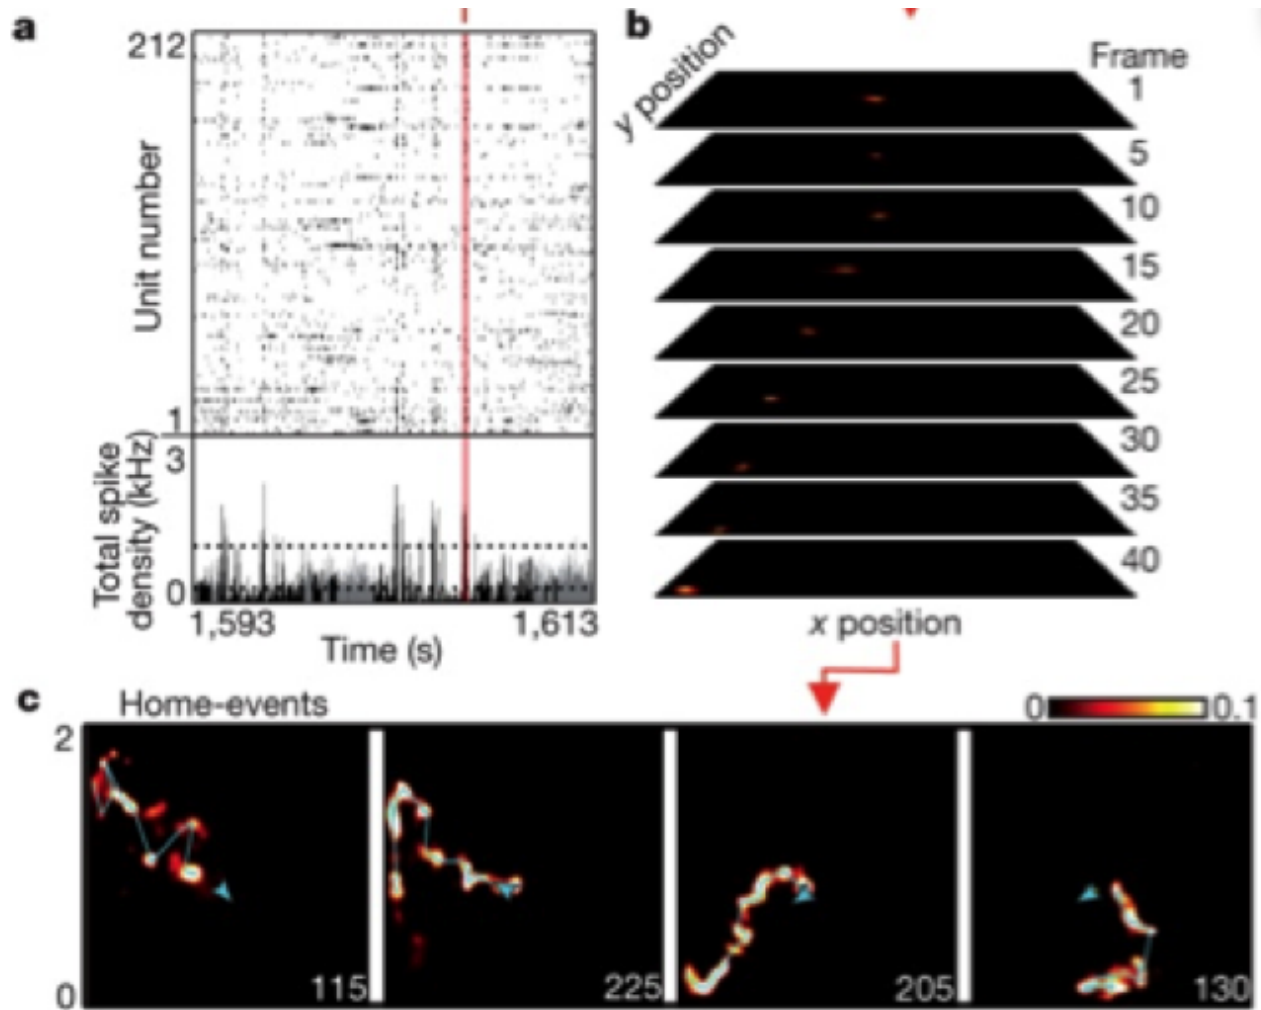 a
212
Unit number
1
Total spike
density (kHz)
3
0
1,593
1,613
Time (s)
b
y position
Frame
1
5
10
15
20
25
30
35
40
x position
c
Home-events
0
0.1
2
0
115
225
205
130